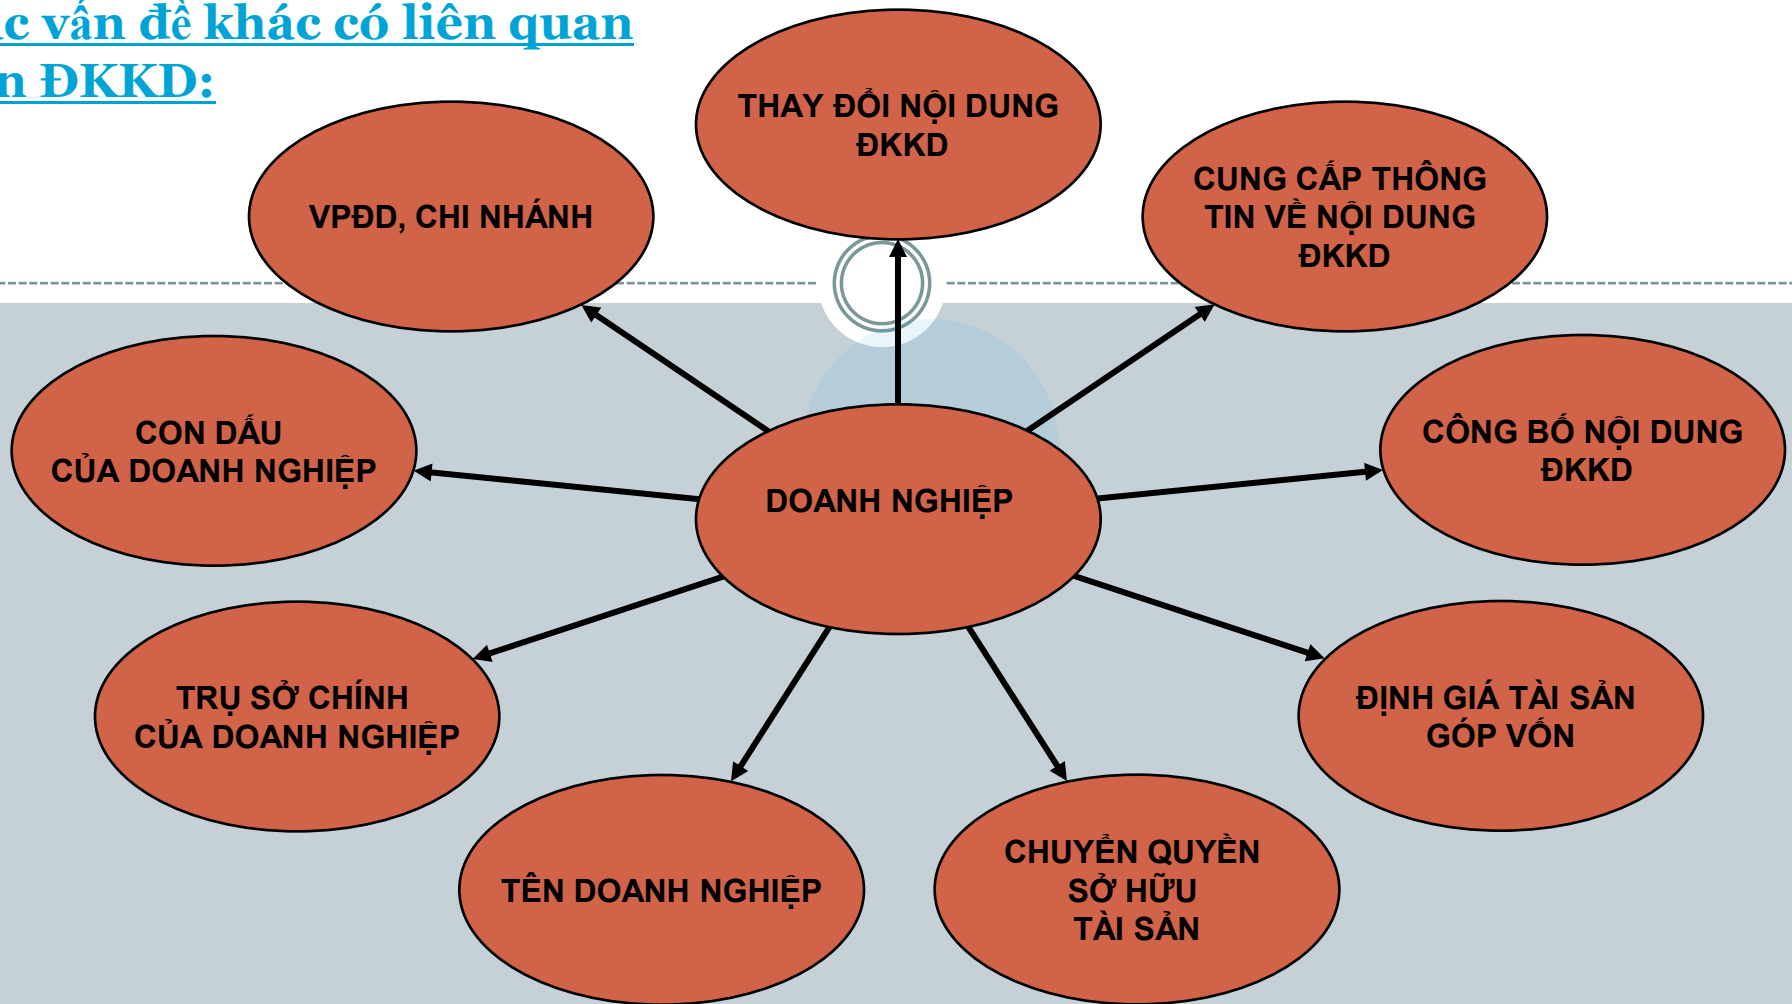 c vấn đề khác có liên quan
n ĐKKD:
THAY ĐỔI NỘI DUNG
ĐKKD
VPĐD, CHI NHÁNH
CUNG CẤP THÔNG
TIN VỀ NỘI DUNG
ĐKKD
CON DẤU
CỦA DOANH NGHIỆP
CÔNG BỐ NỘI DUNG
ĐKKD
DOANH NGHIỆP
TRỤ SỞ CHÍNH
CỦA DOANH NGHIỆP
ĐỊNH GIÁ TÀI SẢN
GÓP VỐN
TÊN DOANH NGHIỆP
CHUYỂN QUYỀN
SỞ HỮU
TÀI SẢN